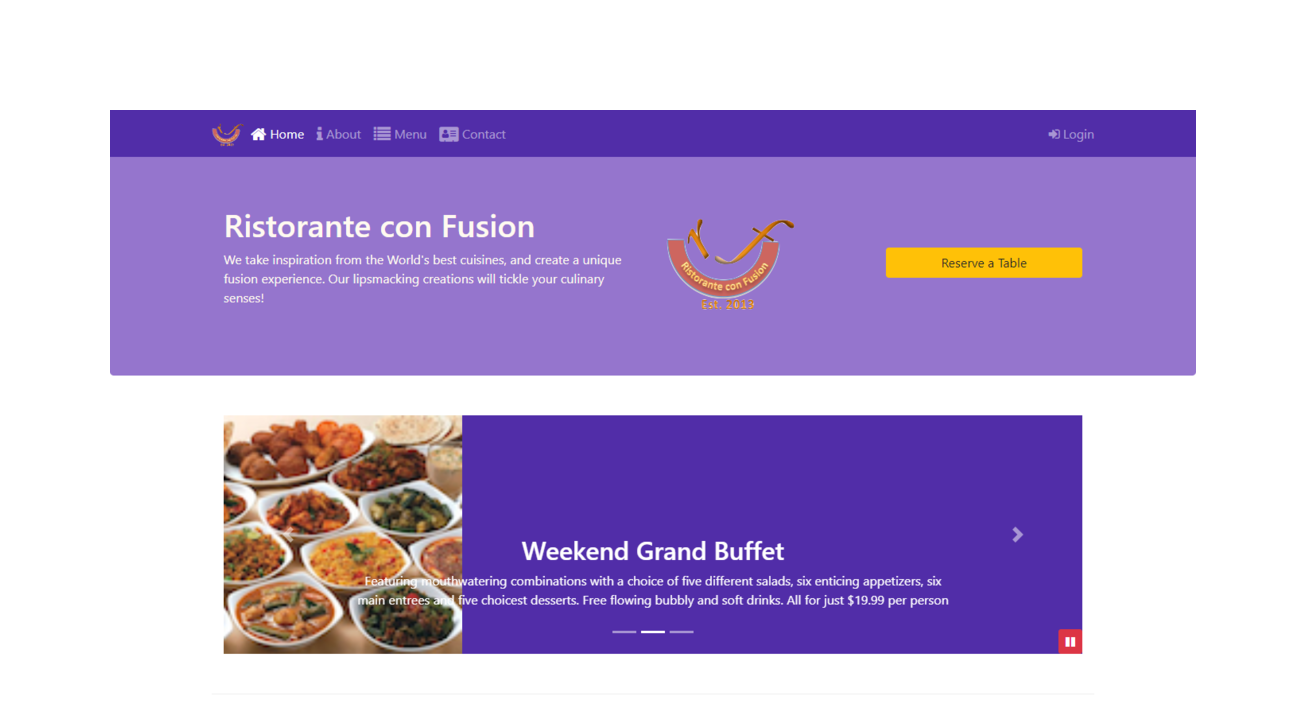 Home About Menu Contact Login
Ristorante con Fusion
We take inspiration from the World's best cuisines, and create a unique
fusion experience. Our lipsmacking creations will tickle your culinary
senses!
Ristorante con Fusion
Est. 2013
Reserve a Table
Weekend Grand Buffet
Featuring mouthwatering combinations with a choice of five different salads, six enticing appetizers, six
main entrees and five choicest desserts. Free flowing bubbly and soft drinks. All for just $19.99 per person